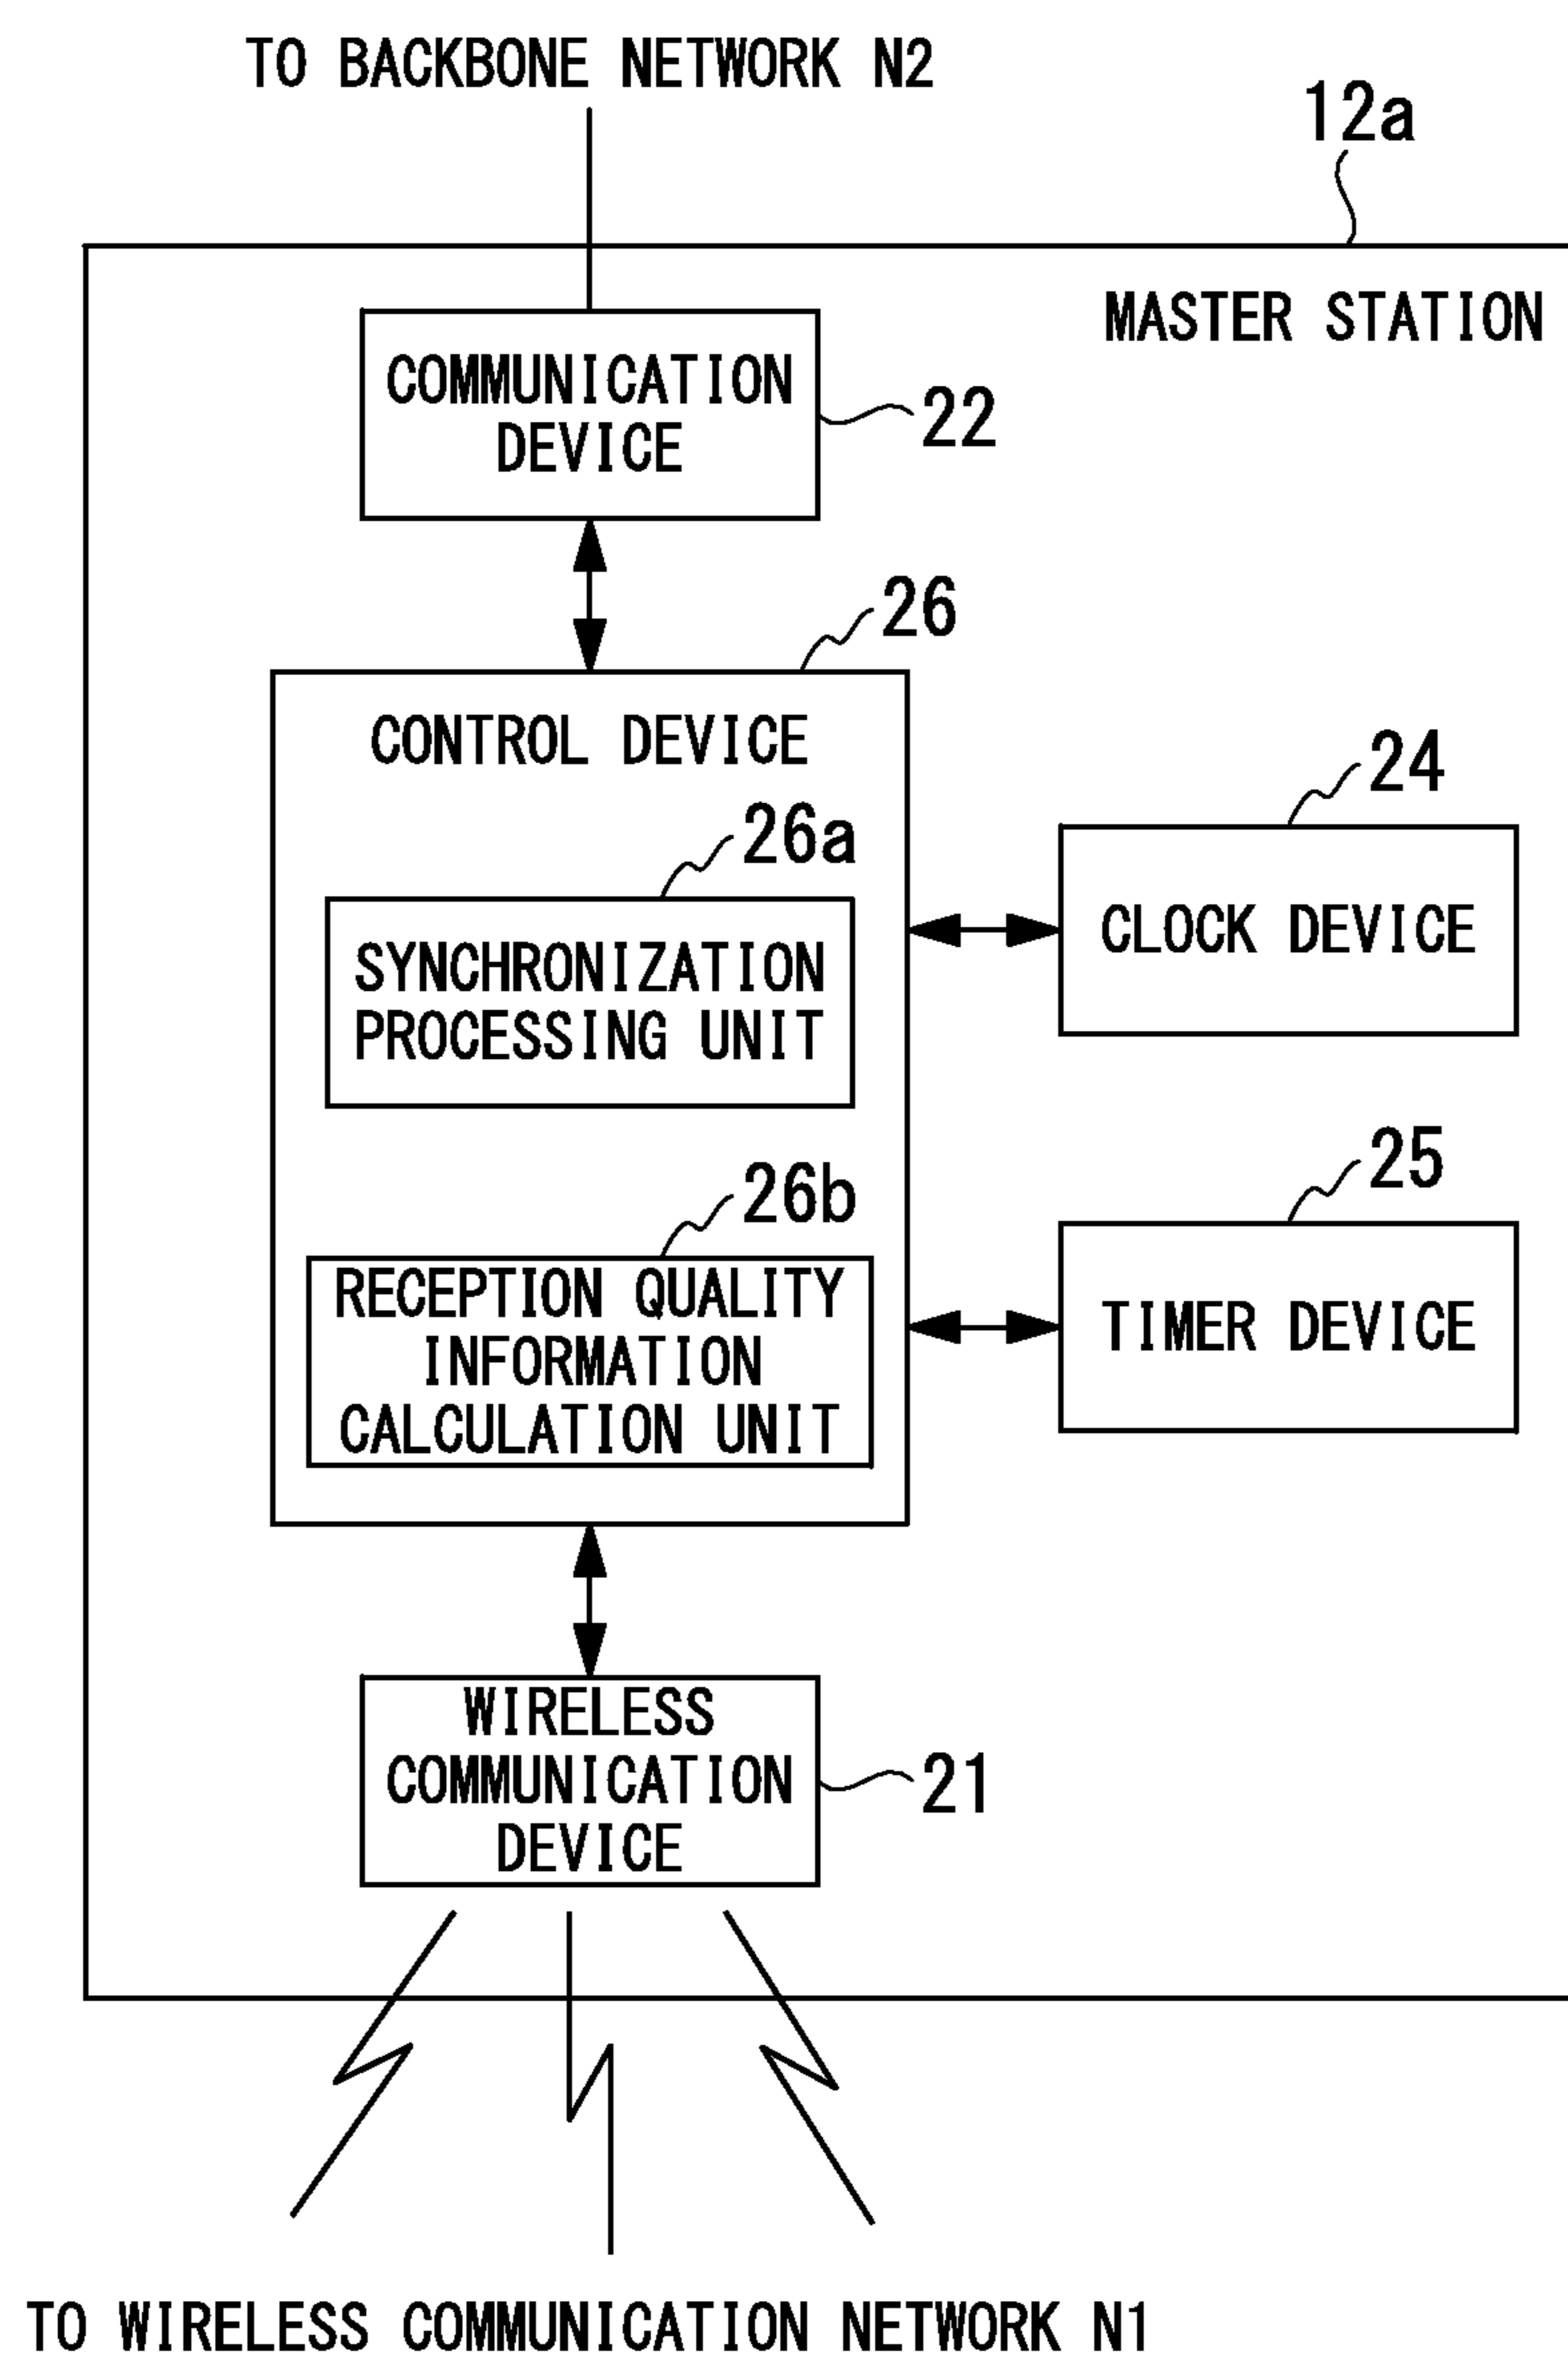 TO BACKBONE NETWORK N2
12a
MASTER STATION
COMMUNICATION
DEVICE
22
26
CONTROL DEVICE
24
26a
CLOCK DEVICE
SYNCHRONIZATION
PROCESSING UNIT
25
26b
RECEPTION QUALITY
INFORMATION
CALCULATION UNIT
TIMER DEVICE
WIRELESS
COMMUNICATION
DEVICE
21
TO WIRELESS COMMUNICATION NETWORK N1